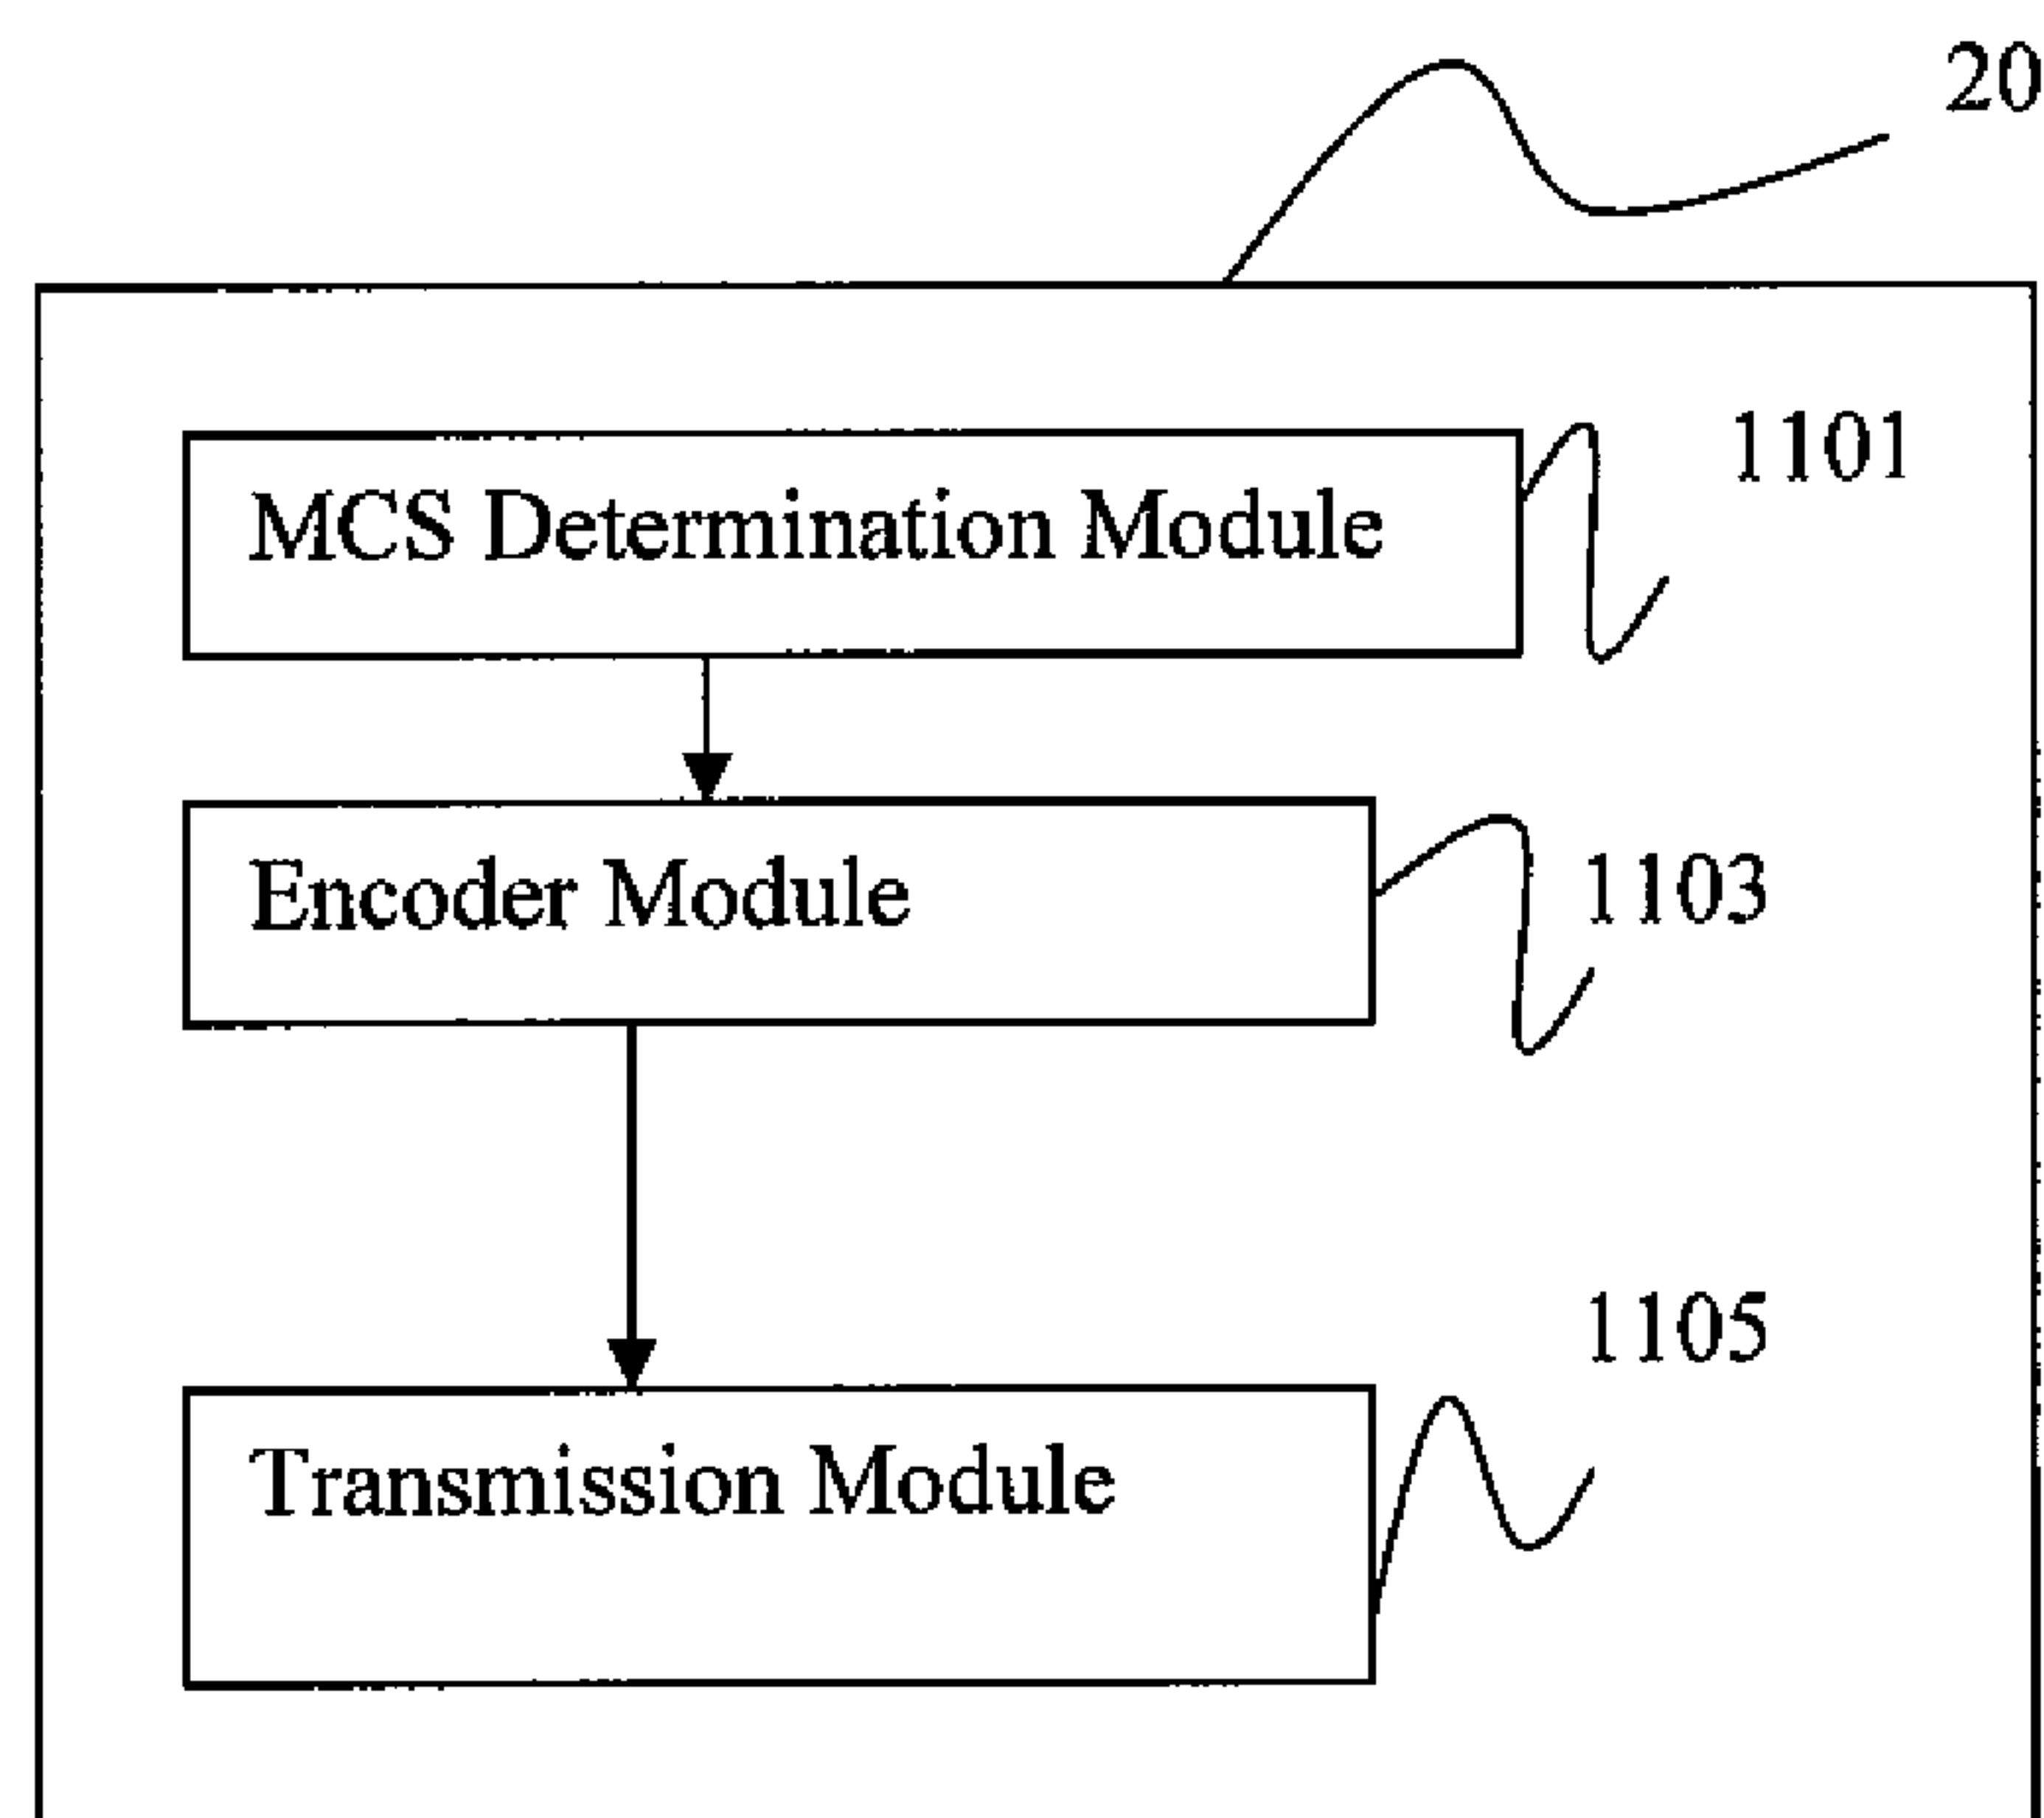 20
1101
MCS Determination Module
Encoder Module
1103
1105
Transmission Module